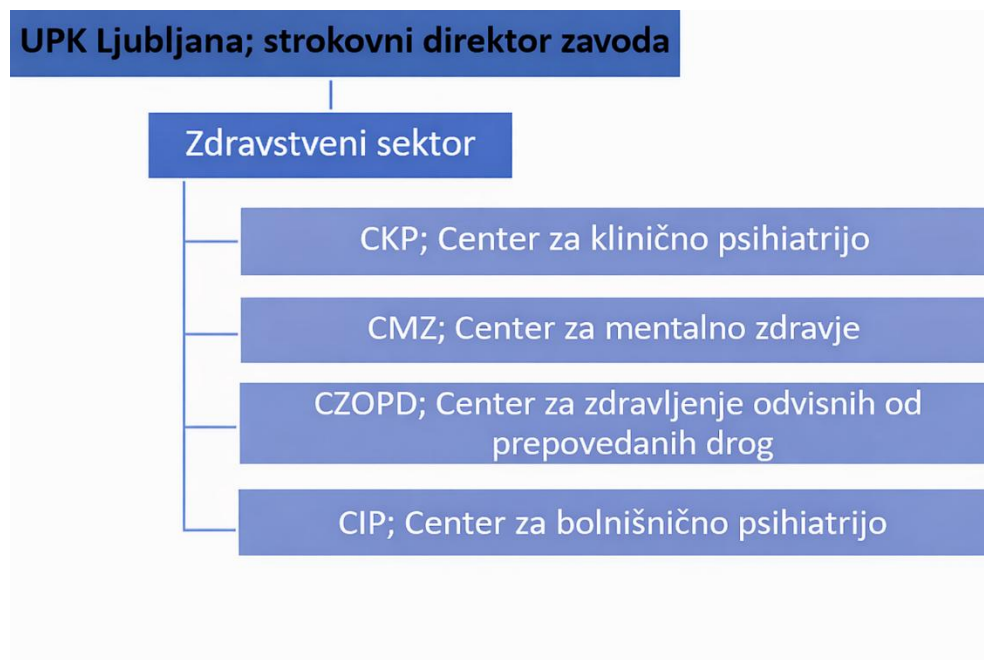 UPK Ljubljana; strokovni direktor zavoda
Zdravstveni sektor
CKP; Center za klinično psihiatrijo
CMZ; Center za mentalno zdravje
CZOPD; Center za zdravljenje odvisnih od
prepovedanih drog
CIP; Center za bolnišnično psihiatrijo